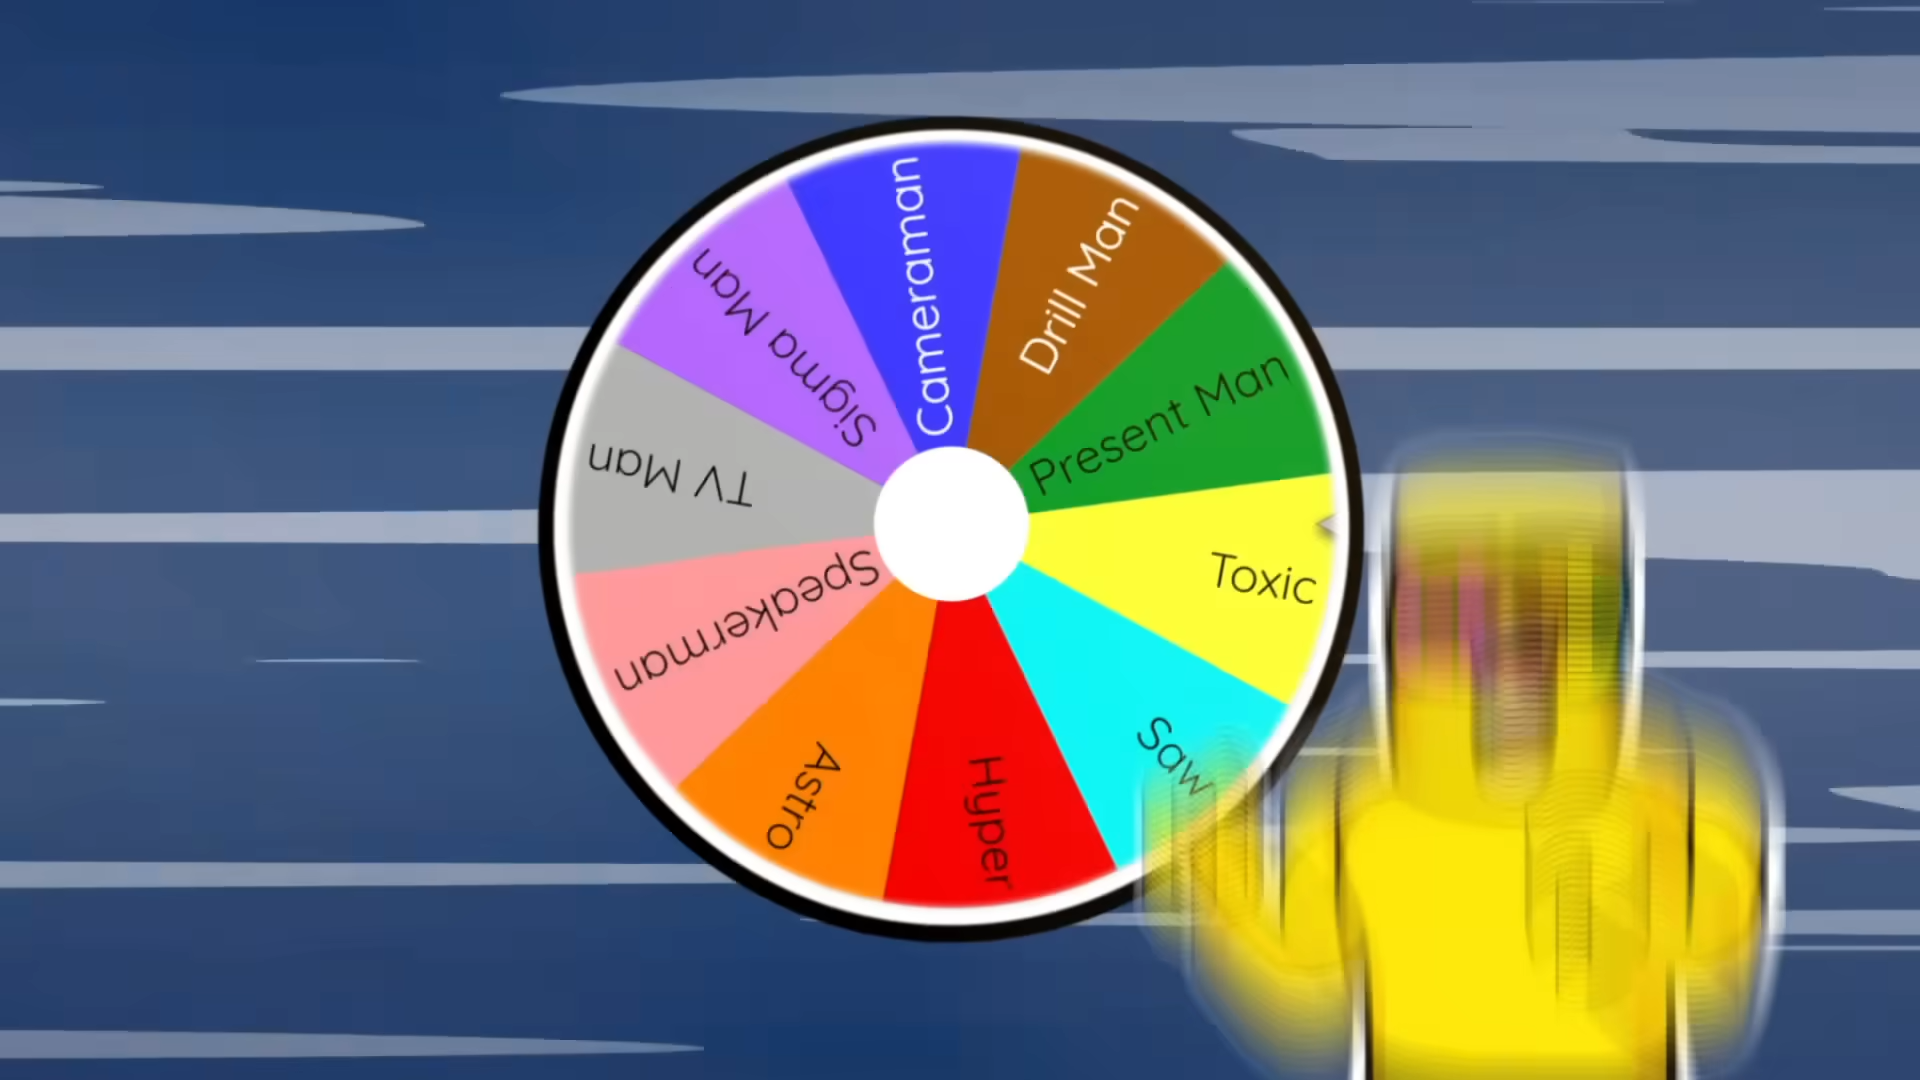 Cameraman
Drill Man
Present Man
Toxic
Saw
Hyper
Astro
Speakerman
TV Man
Sigma Man